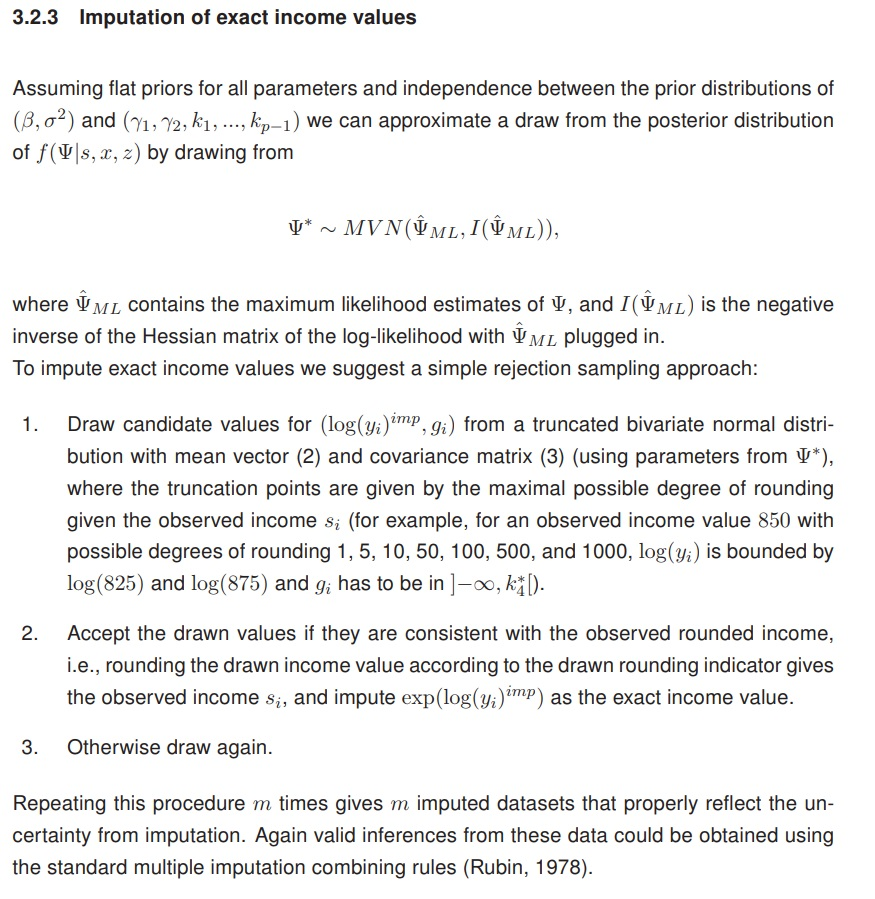 3.2.3 Imputation of exact income values
Assuming flat priors for all parameters and independence between the prior distributions of
(β, σ²) and (γ₁, γ₂, k₁, ..., kₚ₋₁) we can approximate a draw from the posterior distribution
of f(Ψ|s, x, z) by drawing from
Ψ* ∼ MVN(Ψ̂_ML, I(Ψ̂_ML)),
where Ψ̂_ML contains the maximum likelihood estimates of Ψ, and I(Ψ̂_ML) is the negative
inverse of the Hessian matrix of the log-likelihood with Ψ̂_ML plugged in.
To impute exact income values we suggest a simple rejection sampling approach:
1. Draw candidate values for (log(yᵢ)^imp, gᵢ) from a truncated bivariate normal distri-
bution with mean vector (2) and covariance matrix (3) (using parameters from Ψ*),
where the truncation points are given by the maximal possible degree of rounding
given the observed income sᵢ (for example, for an observed income value 850 with
possible degrees of rounding 1, 5, 10, 50, 100, 500, and 1000, log(yᵢ) is bounded by
log(825) and log(875) and gᵢ has to be in ]−∞, k₄*[).
2. Accept the drawn values if they are consistent with the observed rounded income,
i.e., rounding the drawn income value according to the drawn rounding indicator gives
the observed income sᵢ, and impute exp(log(yᵢ)^imp) as the exact income value.
3. Otherwise draw again.
Repeating this procedure m times gives m imputed datasets that properly reflect the un-
certainty from imputation. Again valid inferences from these data could be obtained using
the standard multiple imputation combining rules (Rubin, 1978).